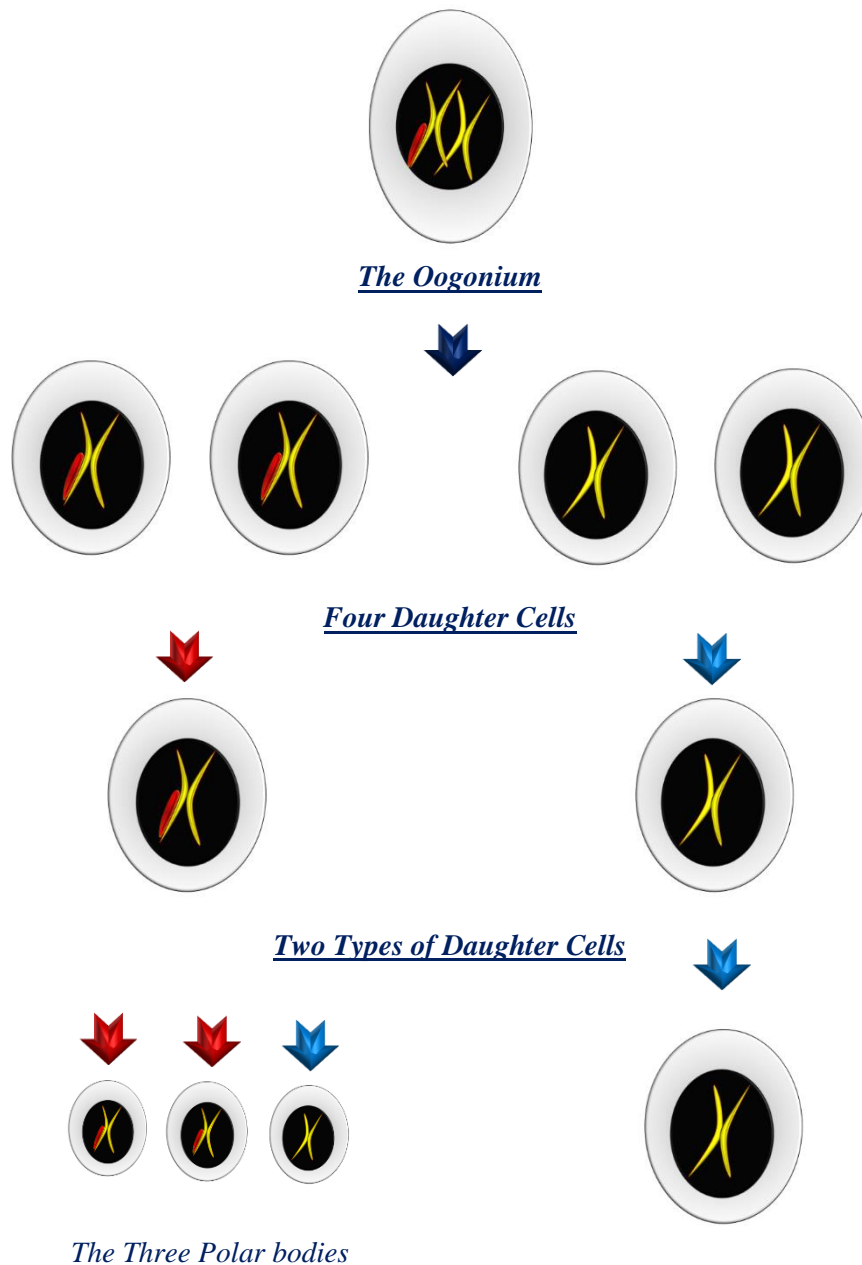 The Oogonium
Four Daughter Cells
Two Types of Daughter Cells
The Three Polar bodies